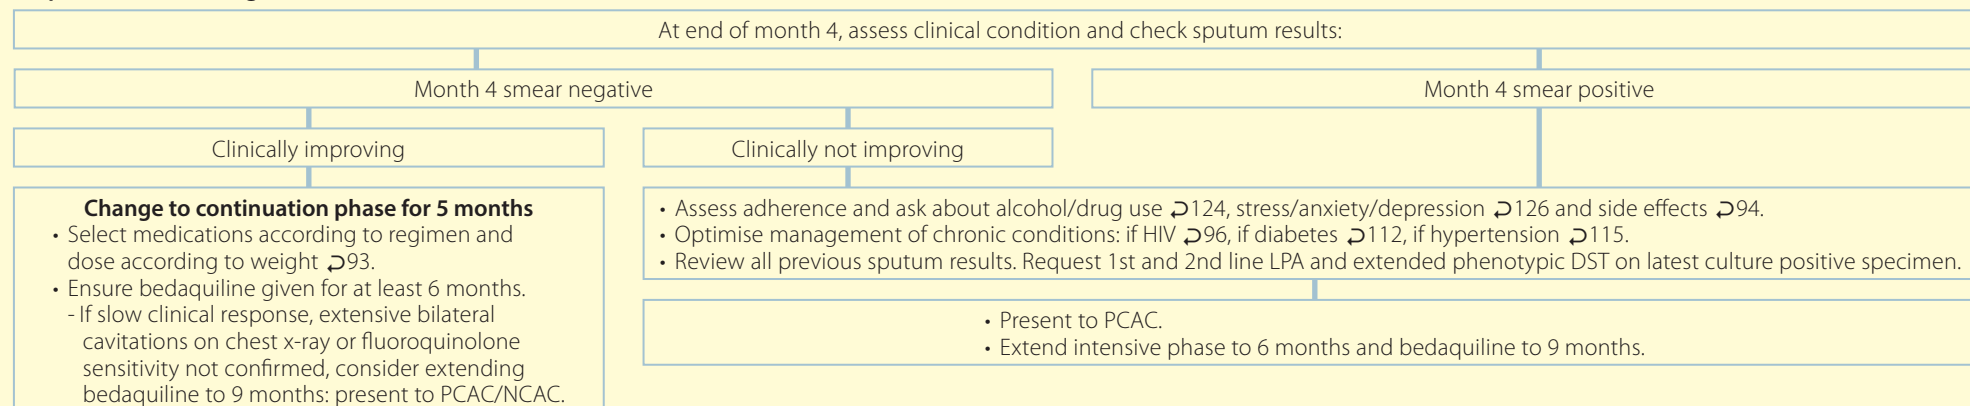 At end of month 4, assess clinical condition and check sputum results:
Month 4 smear negative
Month 4 smear positive
Clinically improving
Clinically not improving
Change to continuation phase for 5 months
• Select medications according to regimen and
dose according to weight ⮌93.
• Ensure bedaquiline given for at least 6 months.
- If slow clinical response, extensive bilateral
cavitations on chest x-ray or fluoroquinolone
sensitivity not confirmed, consider extending
bedaquiline to 9 months: present to PCAC/NCAC.
• Assess adherence and ask about alcohol/drug use ⮌124, stress/anxiety/depression ⮌126 and side effects ⮌94.
• Optimise management of chronic conditions: if HIV ⮌96, if diabetes ⮌112, if hypertension ⮌115.
• Review all previous sputum results. Request 1st and 2nd line LPA and extended phenotypic DST on latest culture positive specimen.
• Present to PCAC.
• Extend intensive phase to 6 months and bedaquiline to 9 months.